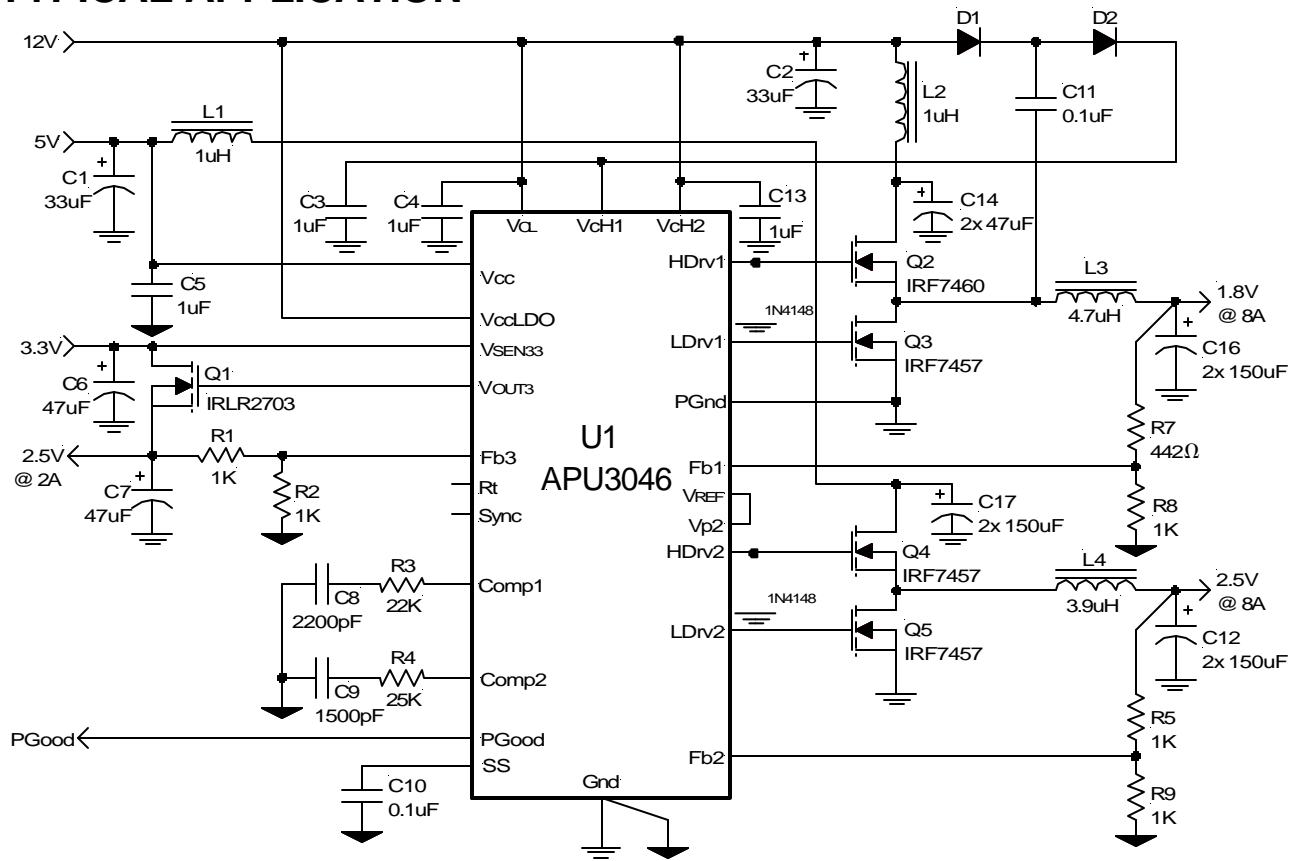 TYPICAL APPLICATION
12V
D1
D2
C2
33uF
L2
1uH
C11
0.1uF
L1
1uH
5V
C1
33uF
C3
1uF
C4
1uF
C13
1uF
C14
2x 47uF
VCL
VCH1
VCH2
HDrv1
Q2
IRF7460
L3
4.7uH
1.8V
@ 8A
Vcc
C5
1uF
VccLDO
1N4148
LDrv1
Q3
IRF7457
C16
2x 150uF
3.3V
VSEN33
C6
47uF
Q1
IRLR2703
VOUT3
PGnd
R7
442Ω
U1
APU3046
2.5V
@ 2A
R1
1K
Fb3
Fb1
C7
47uF
R2
1K
Rt
Sync
VREF
Vp2
C17
2x 150uF
R8
1K
HDrv2
Q4
IRF7457
L4
3.9uH
2.5V
@ 8A
C8
2200pF
R3
22K
Comp1
1N4148
LDrv2
Q5
IRF7457
C12
2x 150uF
C9
1500pF
R4
25K
Comp2
PGood
PGood
R5
1K
SS
Fb2
C10
0.1uF
Gnd
R9
1K